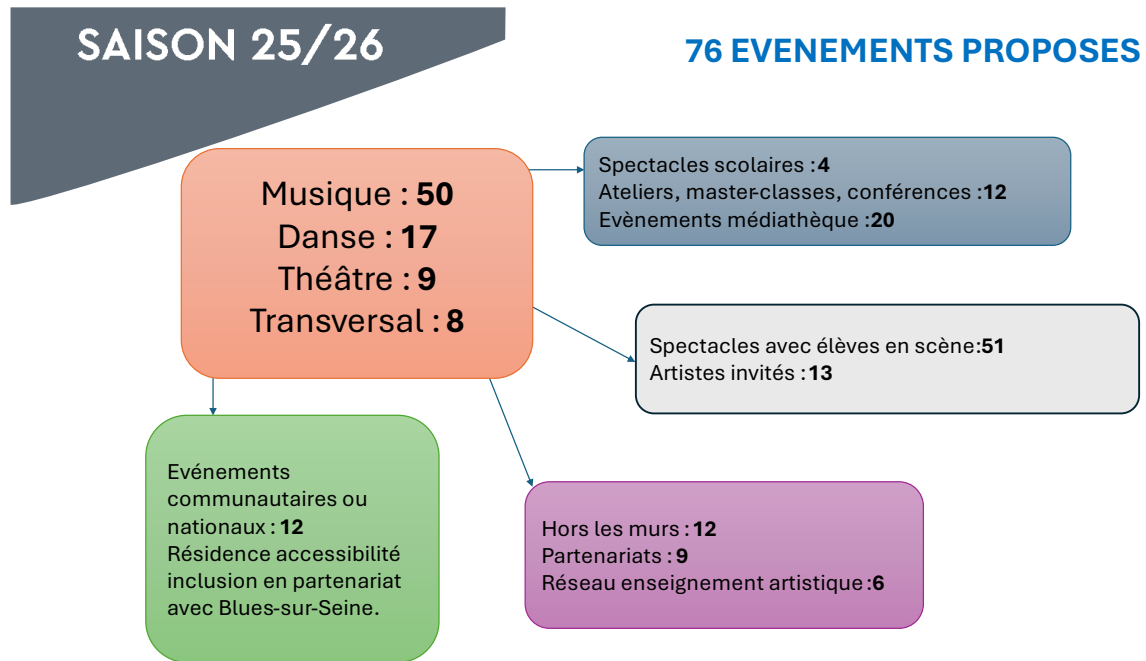 SAISON 25/26
76 EVENEMENTS PROPOSES
Musique : 50
Danse : 17
Théâtre : 9
Transversal : 8
Spectacles scolaires : 4
Ateliers, master-classes, conférences : 12
Evènements médiathèque : 20
Spectacles avec élèves en scène: 51
Artistes invités : 13
Evénements
communautaires ou
nationaux : 12
Résidence accessibilité
inclusion en partenariat
avec Blues-sur-Seine.
Hors les murs : 12
Partenariats : 9
Réseau enseignement artistique : 6